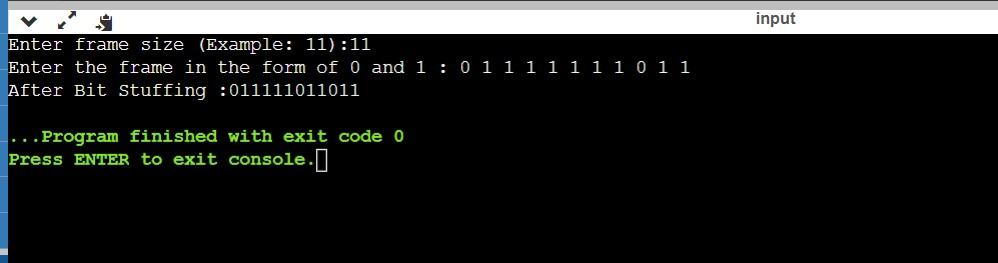 input
Enter frame size (Example: 11):11
Enter the frame in the form of 0 and 1 : 0 1 1 1 1 1 1 1 0 1 1
After Bit Stuffing :011111011011
...Program finished with exit code 0
Press ENTER to exit console.